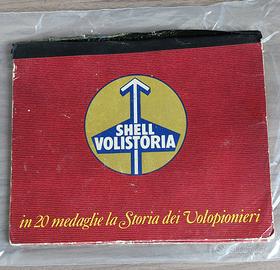 SHELL
VOLISTORIA
in 20 medaglie la Storia dei Volopionieri